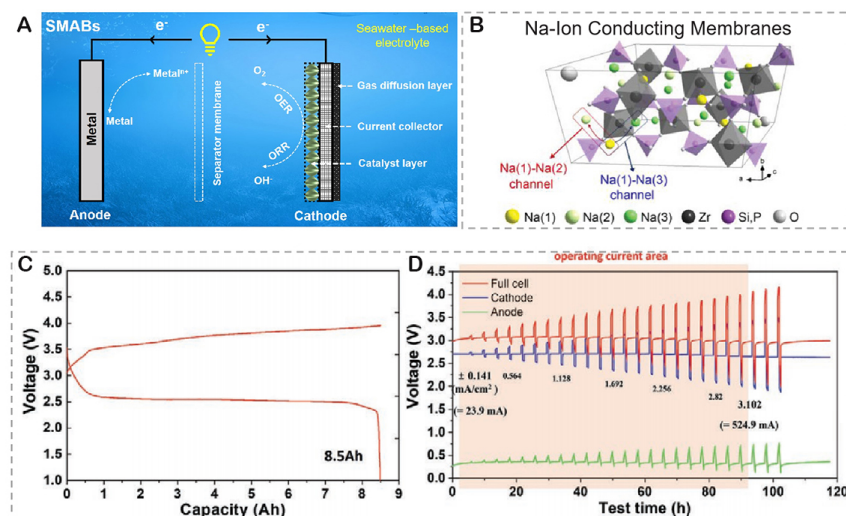 A
SMABs
e⁻
e⁻
Seawater –based
electrolyte
Metalⁿ⁺
Metal
Metal
Anode
Separator membrane
O₂
OER
ORR
OH⁻
Gas diffusion layer
Current collector
Catalyst layer
Cathode
B
Na-Ion Conducting Membranes
Na(1)-Na(2)
channel
Na(1)-Na(3)
channel
b
a
c
Na(1) Na(2) Na(3) Zr Si,P O
C
Voltage (V)
5.0
4.5
4.0
3.5
3.0
2.5
2.0
1.5
1.0
8.5Ah
0 1 2 3 4 5 6 7 8 9
Capacity (Ah)
D
operating current area
Voltage (V)
4.5
4.0
3.5
3.0
2.5
2.0
1.5
1.0
0.5
0.0
Full cell
Cathode
Anode
± 0.141
mA/cm²)
(= 23.9 mA)
0.564
1.128
1.692
2.256
2.82
3.102
(= 524.9 mA)
0 20 40 60 80 100 120
Test time (h)